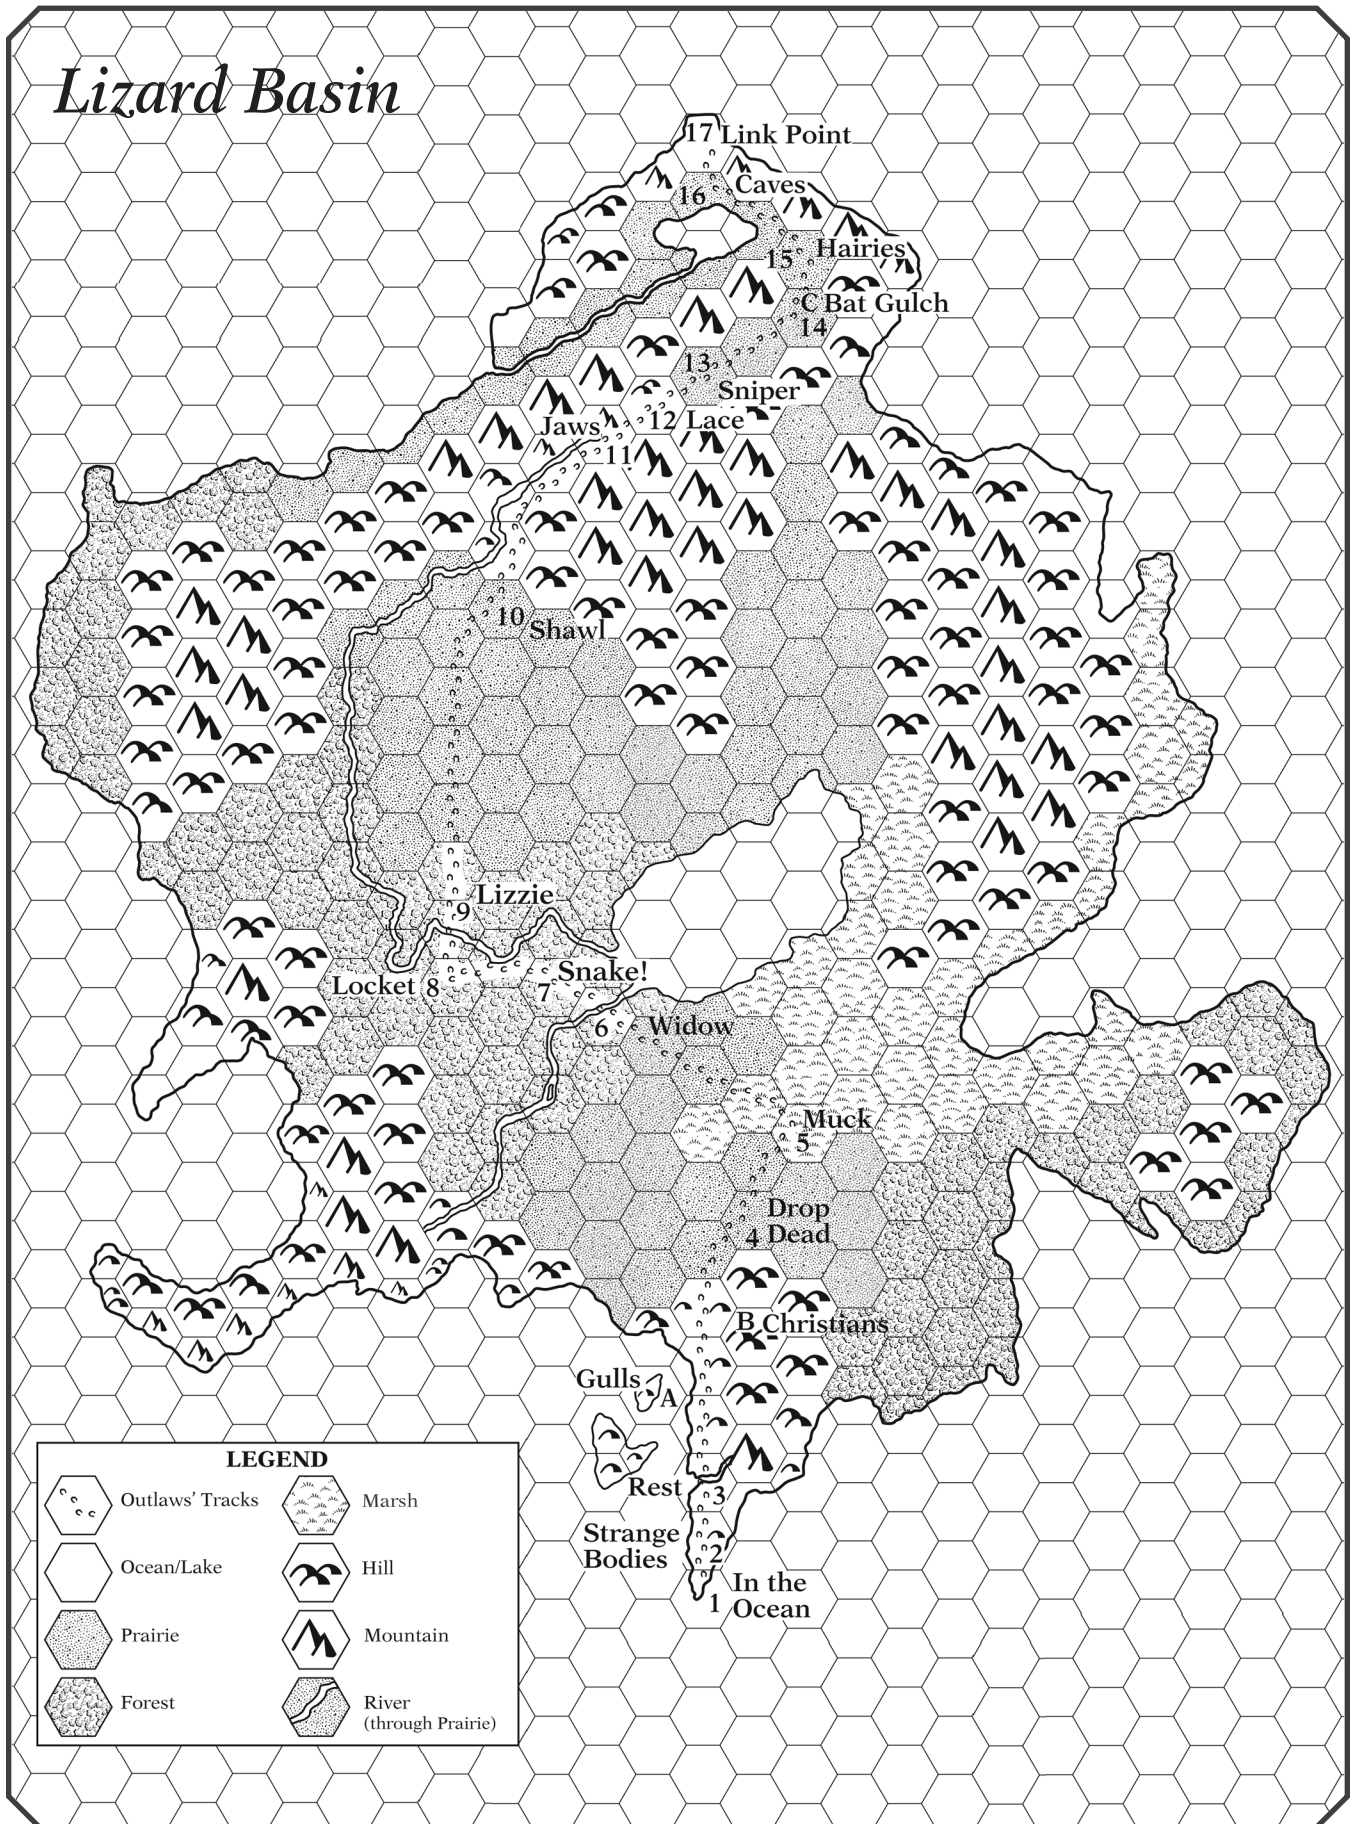 Lizard Basin
17 Link Point
Caves
16
Hairies
15
C Bat Gulch
14
13
Sniper
12 Lace
Jaws
11
10 Shawl
Lizzie
9
Snake!
Locket 8
7
6 Widow
Muck
5
Drop
4 Dead
B Christians
Gulls
A
Rest
3
Strange
Bodies
2
In the
1 Ocean
LEGEND
Outlaws' Tracks
Marsh
Ocean/Lake
Hill
Prairie
Mountain
Forest
River
(through Prairie)